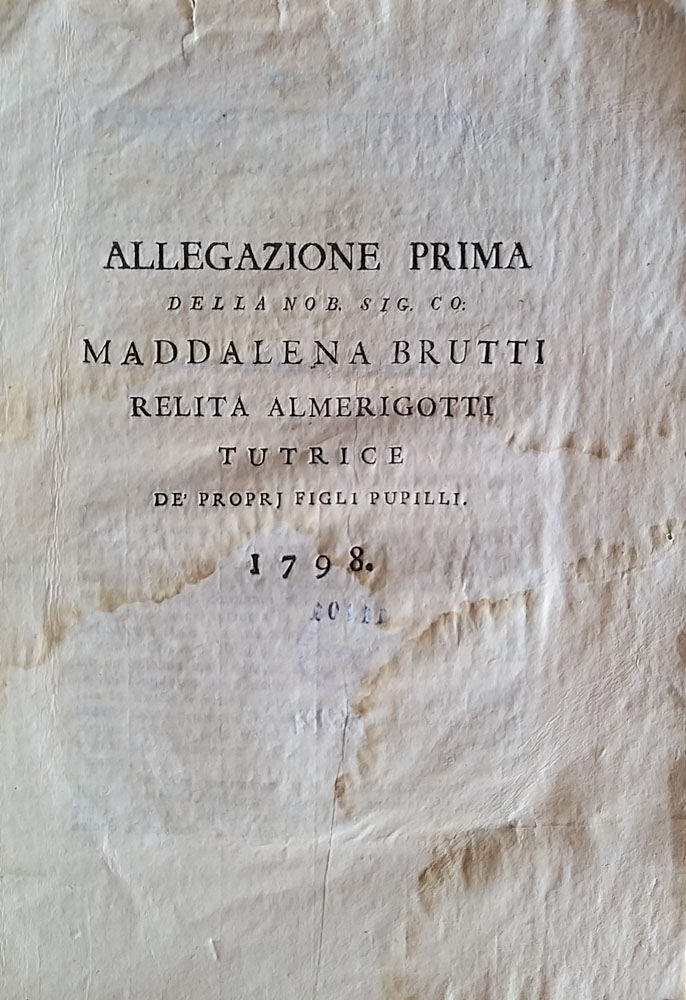 ALLEGAZIONE PRIMA
DELLA NOB. SIG. CO:
MADDALENA BRUTTI
RELITA ALMERIGOTTI
TUTRICE
DE' PROPRJ FIGLI PUPILLI.
1798.